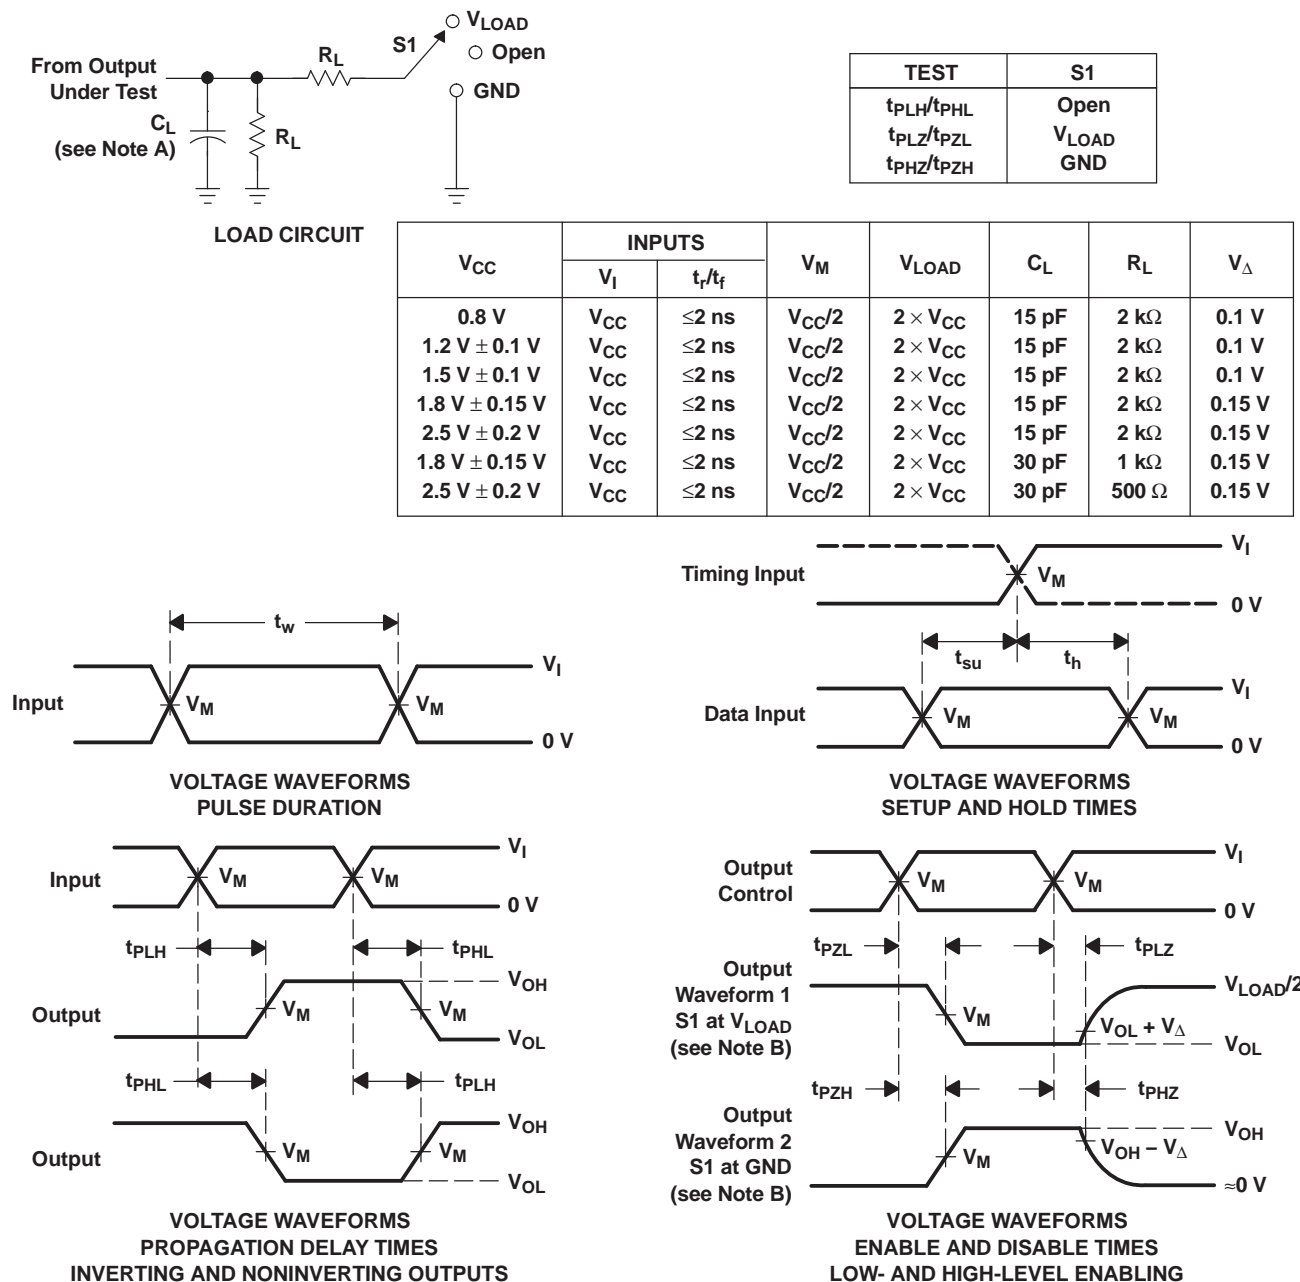 From Output
Under Test
C_L
(see Note A)
R_L
R_L
S1
V_LOAD
Open
GND
LOAD CIRCUIT
TEST S1
t_PLH/t_PHL Open
t_PLZ/t_PZL V_LOAD
t_PHZ/t_PZH GND
V_CC INPUTS V_M V_LOAD C_L R_L V_Δ
V_I t_r/t_f
0.8 V V_CC ≤2 ns V_CC/2 2 × V_CC 15 pF 2 kΩ 0.1 V
1.2 V ± 0.1 V V_CC ≤2 ns V_CC/2 2 × V_CC 15 pF 2 kΩ 0.1 V
1.5 V ± 0.1 V V_CC ≤2 ns V_CC/2 2 × V_CC 15 pF 2 kΩ 0.1 V
1.8 V ± 0.15 V V_CC ≤2 ns V_CC/2 2 × V_CC 15 pF 2 kΩ 0.15 V
2.5 V ± 0.2 V V_CC ≤2 ns V_CC/2 2 × V_CC 15 pF 2 kΩ 0.15 V
1.8 V ± 0.15 V V_CC ≤2 ns V_CC/2 2 × V_CC 30 pF 1 kΩ 0.15 V
2.5 V ± 0.2 V V_CC ≤2 ns V_CC/2 2 × V_CC 30 pF 500 Ω 0.15 V
t_w
Input V_M V_M V_I
0 V
VOLTAGE WAVEFORMS
PULSE DURATION
Timing Input V_M V_I
0 V
t_su t_h
Data Input V_M V_M V_I
0 V
VOLTAGE WAVEFORMS
SETUP AND HOLD TIMES
Input V_M V_M V_I
0 V
t_PLH t_PHL
Output V_M V_M V_OH
V_OL
t_PHL t_PLH
Output V_M V_M V_OH
V_OL
VOLTAGE WAVEFORMS
PROPAGATION DELAY TIMES
INVERTING AND NONINVERTING OUTPUTS
Output
Control
V_M V_M V_I
0 V
t_PZL t_PLZ
Output
Waveform 1
S1 at V_LOAD
(see Note B)
V_M V_OL + V_Δ V_LOAD/2
V_OL
t_PZH t_PHZ
Output
Waveform 2
S1 at GND
(see Note B)
V_M V_OH − V_Δ V_OH
≈0 V
VOLTAGE WAVEFORMS
ENABLE AND DISABLE TIMES
LOW- AND HIGH-LEVEL ENABLING